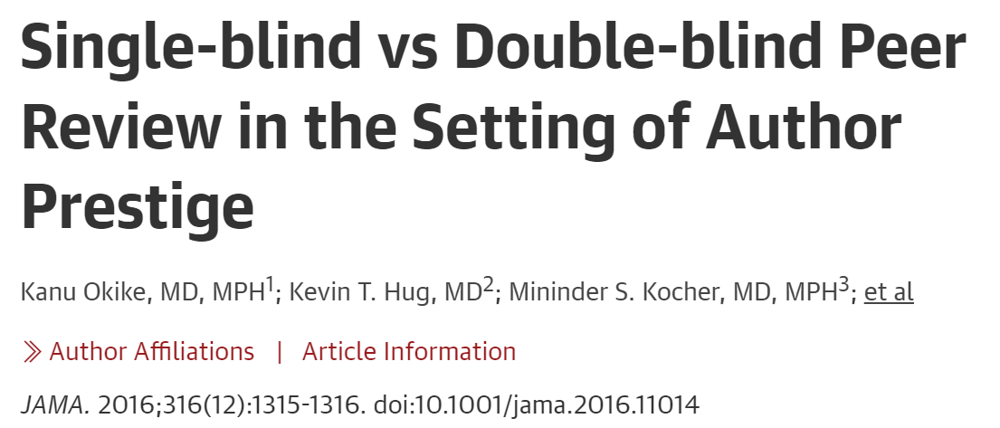 Single-blind vs Double-blind Peer
Review in the Setting of Author
Prestige
Kanu Okike, MD, MPH1; Kevin T. Hug, MD2; Mininder S. Kocher, MD, MPH3; et al
Author Affiliations | Article Information
JAMA. 2016;316(12):1315-1316. doi:10.1001/jama.2016.11014